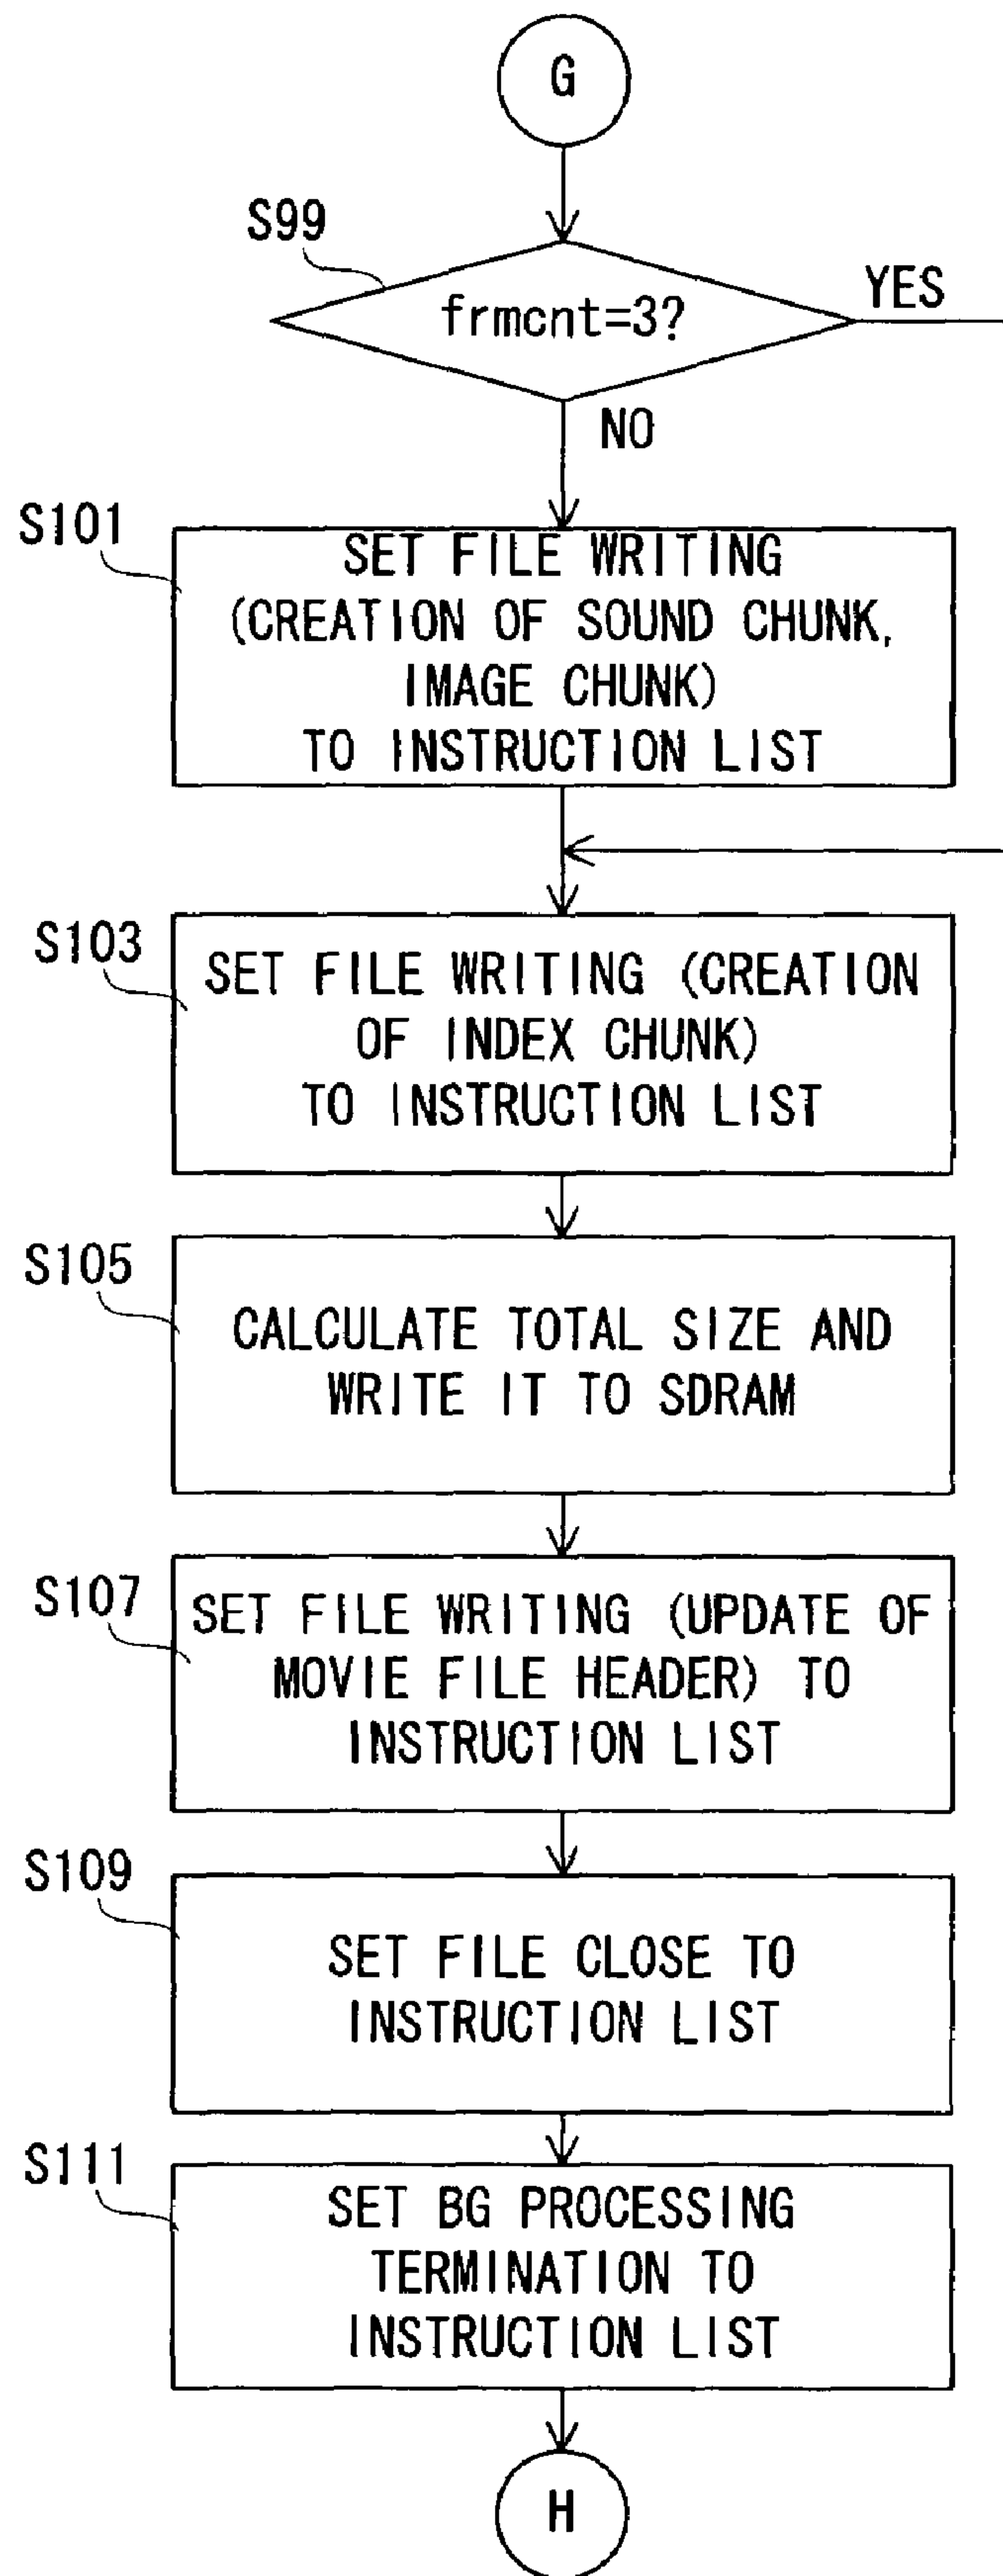 G
S99
frmcnt=3?
YES
NO
S101
SET FILE WRITING
(CREATION OF SOUND CHUNK,
IMAGE CHUNK)
TO INSTRUCTION LIST
S103
SET FILE WRITING (CREATION
OF INDEX CHUNK)
TO INSTRUCTION LIST
S105
CALCULATE TOTAL SIZE AND
WRITE IT TO SDRAM
S107
SET FILE WRITING (UPDATE OF
MOVIE FILE HEADER) TO
INSTRUCTION LIST
S109
SET FILE CLOSE TO
INSTRUCTION LIST
S111
SET BG PROCESSING
TERMINATION TO
INSTRUCTION LIST
H